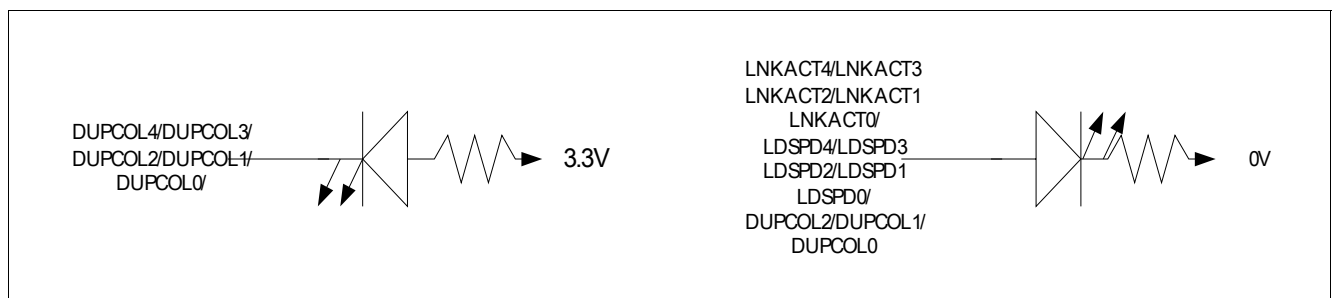 DUPCOL4/DUPCOL3/
DUPCOL2/DUPCOL1/
DUPCOL0/
3.3V
LNKACT4/LNKACT3
LNKACT2/LNKACT1
LNKACT0/
LDSPD4/LDSPD3
LDSPD2/LDSPD1
LDSPD0/
DUPCOL2/DUPCOL1/
DUPCOL0
0V